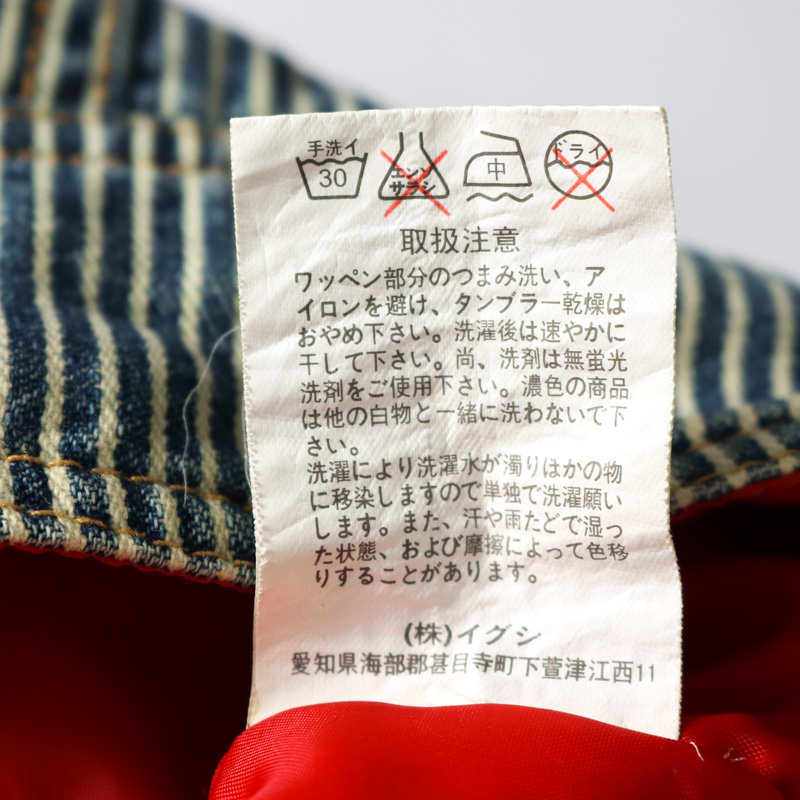 手洗イ
30
エンソ
サラシ
中
ドライ
取扱注意
ワッペン部分のつまみ洗い、ア
イロンを避け、タンブラー乾燥は
おやめ下さい。洗濯後は速やかに
干して下さい。尚、洗剤は無蛍光
洗剤をご使用下さい。濃色の商品
は他の白物と一緒に洗わないで下
さい。
洗濯により洗濯水が濁りほかの物
に移染しますので単独で洗濯願い
します。また、汗や雨などで湿っ
た状態、および摩擦によって色移
りすることがあります。
(株)イグシ
愛知県海部郡甚目寺町下萱津江西11